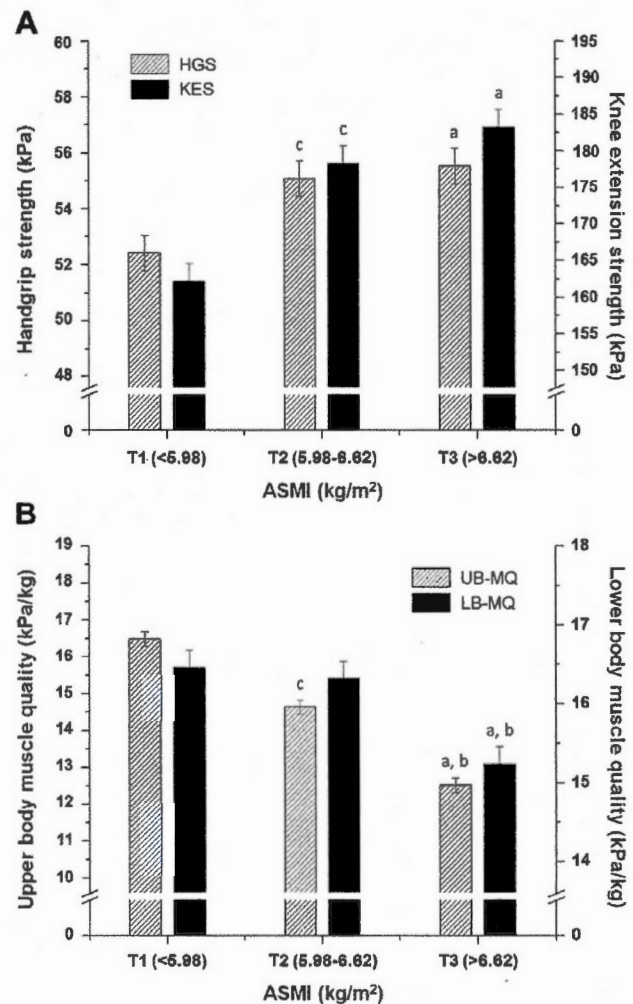 A
HGS
KES
Handgrip strength (kPa)
60
58
56
54
52
50
48
0
Knee extension strength (kPa)
195
190
185
180
175
170
165
160
155
150
0
c
c
a
a
T1 (<5.98)
T2 (5.98-6.62)
T3 (>6.62)
ASMI (kg/m²)
B
UB-MQ
LB-MQ
Upper body muscle quality (kPa/kg)
19
18
17
16
15
14
13
12
11
10
0
Lower body muscle quality (kPa/kg)
18
17
16
15
14
0
c
a, b
a, b
T1 (<5.98)
T2 (5.98-6.62)
T3 (>6.62)
ASMI (kg/m²)